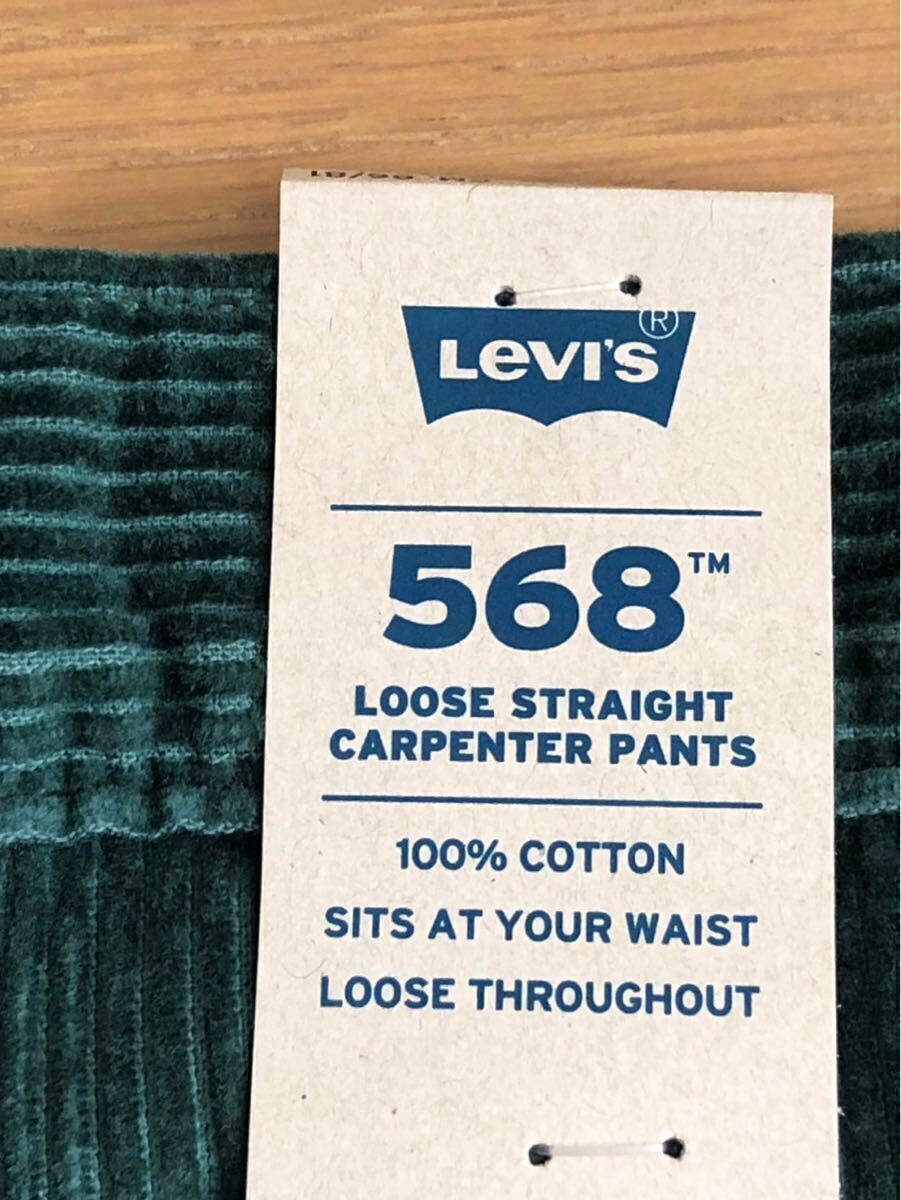 LEVI'S
®
568™
LOOSE STRAIGHT
CARPENTER PANTS
100% COTTON
SITS AT YOUR WAIST
LOOSE THROUGHOUT